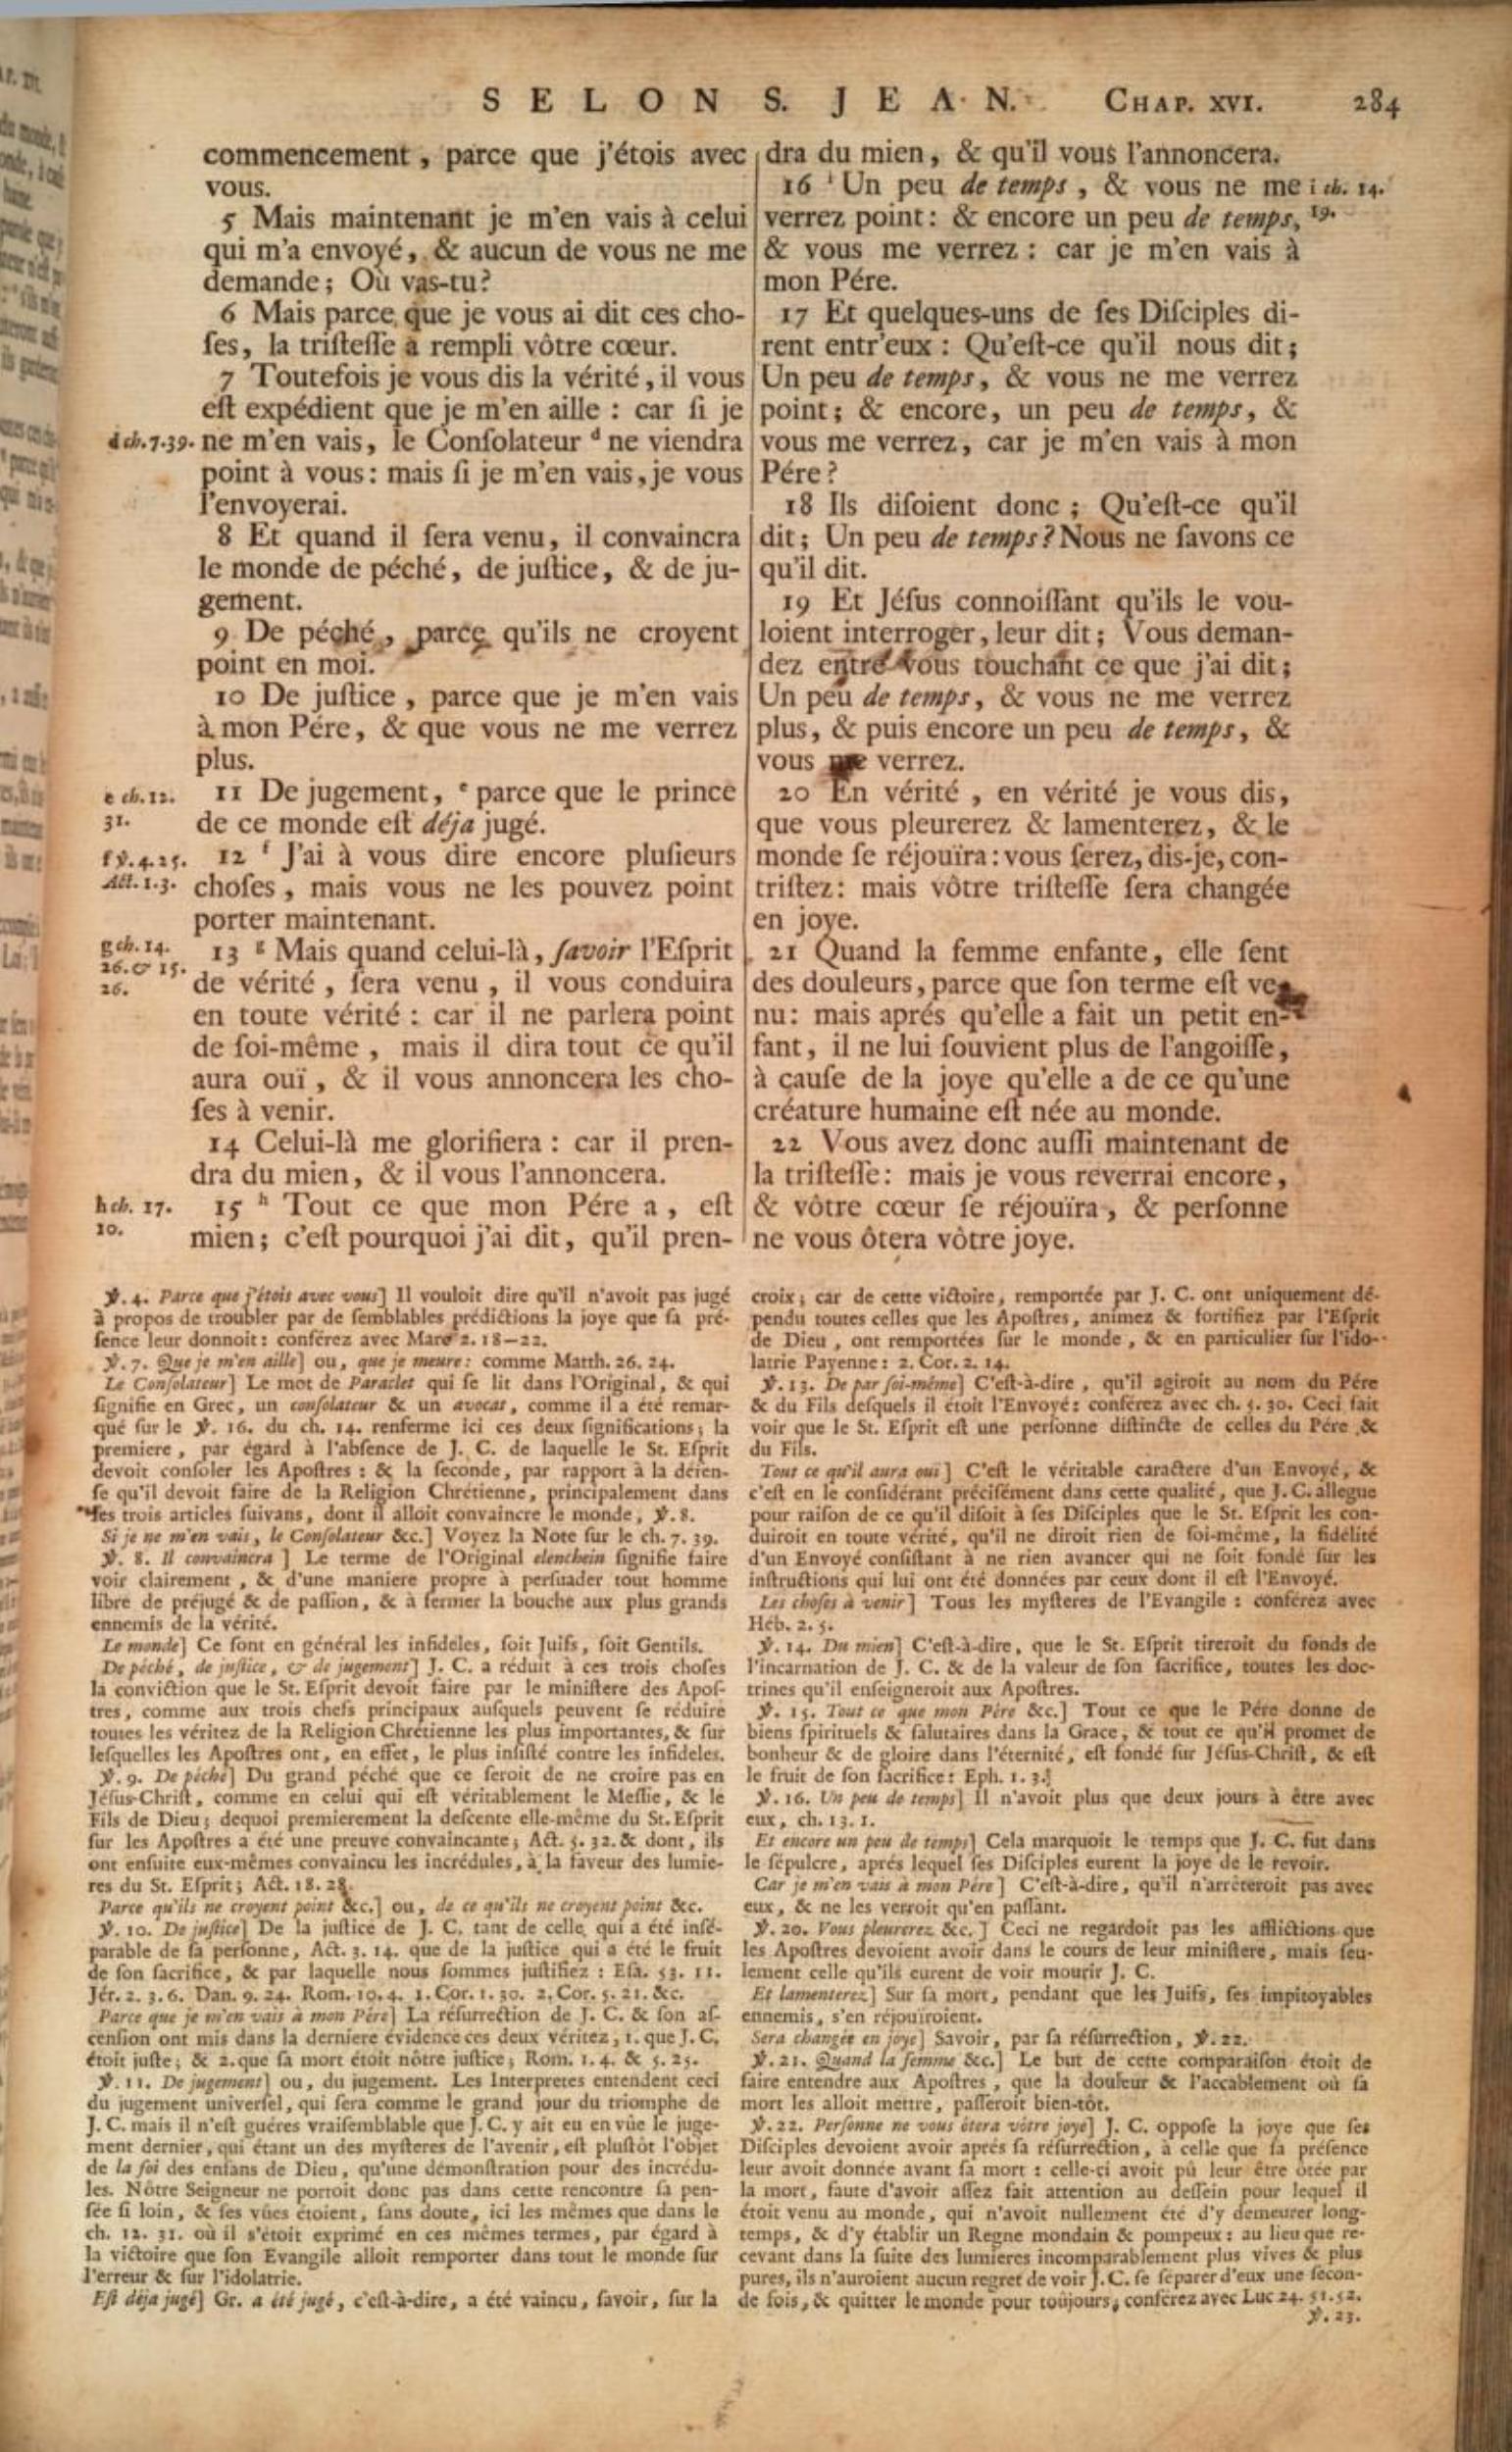 SELON S. JEAN. CHAP. XVI. 284
commencement, parce que j'étois avec
vous.
5 Mais maintenant je m'en vais à celui
qui m'a envoyé, & aucun de vous ne me
demande; Où vas-tu?
6 Mais parce que je vous ai dit ces cho-
ſes, la triſteſſe a rempli vôtre cœur.
7 Toutefois je vous dis la vérité, il vous
eſt expédient que je m'en aille : car ſi je
d ch.7.39. ne m'en vais, le Conſolateur d ne viendra
point à vous: mais ſi je m'en vais, je vous
l'envoyerai.
8 Et quand il ſera venu, il convaincra
le monde de péché, de juſtice, & de ju-
gement.
9 De péché, parce qu'ils ne croyent
point en moi.
10 De juſtice, parce que je m'en vais
à mon Pére, & que vous ne me verrez
plus.
e ch.12. 11 De jugement, e parce que le prince
31. de ce monde eſt déja jugé.
f ℣.4.25. 12 f J'ai à vous dire encore pluſieurs
Act.1.3. choſes, mais vous ne les pouvez point
porter maintenant.
g ch.14. 13 g Mais quand celui-là, ſavoir l'Eſprit
26.& 15. de vérité, ſera venu, il vous conduira
26. en toute vérité : car il ne parlera point
de ſoi-même, mais il dira tout ce qu'il
aura ouï, & il vous annoncera les cho-
ſes à venir.
14 Celui-là me glorifiera : car il pren-
dra du mien, & il vous l'annoncera.
h ch. 17. 15 h Tout ce que mon Pére a, eſt
10. mien; c'eſt pourquoi j'ai dit, qu'il pren-
dra du mien, & qu'il vous l'annoncera.
16 i Un peu de temps, & vous ne me i ch. 14.
verrez point: & encore un peu de temps, 19.
& vous me verrez : car je m'en vais à
mon Pére.
17 Et quelques-uns de ſes Diſciples di-
rent entr'eux : Qu'eſt-ce qu'il nous dit;
Un peu de temps, & vous ne me verrez
point; & encore, un peu de temps, &
vous me verrez, car je m'en vais à mon
Pére?
18 Ils diſoient donc ; Qu'eſt-ce qu'il
dit; Un peu de temps? Nous ne ſavons ce
qu'il dit.
19 Et Jéſus connoiſſant qu'ils le vou-
loient interroger, leur dit; Vous deman-
dez entre vous touchant ce que j'ai dit;
Un peu de temps, & vous ne me verrez
plus, & puis encore un peu de temps, &
vous me verrez.
20 En vérité, en vérité je vous dis,
que vous pleurerez & lamenterez, & le
monde ſe réjouïra: vous ſerez, dis-je, con-
triſtez: mais vôtre triſteſſe ſera changée
en joye.
21 Quand la femme enfante, elle ſent
des douleurs, parce que ſon terme eſt ve-
nu: mais aprés qu'elle a fait un petit en-
fant, il ne lui ſouvient plus de l'angoiſſe,
à cauſe de la joye qu'elle a de ce qu'une
créature humaine eſt née au monde.
22 Vous avez donc auſſi maintenant de
la triſteſſe: mais je vous reverrai encore,
& vôtre cœur ſe réjouïra, & perſonne
ne vous ôtera vòtre joye.
℣.4. Parce que j'étois avec vous] Il vouloit dire qu'il n'avoit pas jugé
à propos de troubler par de ſemblables prédictions la joye que ſa pré-
ſence leur donnoit: conférez avec Marc 2. 18—22.
℣.7. Que je m'en aille] ou, que je meure: comme Matth. 26. 24.
Le Conſolateur] Le mot de Paraclet qui ſe lit dans l'Original, & qui
ſignifie en Grec, un conſolateur & un avocat, comme il a été remar-
qué ſur le ℣. 16. du ch. 14. renferme ici ces deux ſignifications; la
premiere, par égard à l'abſence de J. C. de laquelle le St. Eſprit
devoit conſoler les Apoſtres : & la ſeconde, par rapport à la défen-
ſe qu'il devoit faire de la Religion Chrétienne, principalement dans
les trois articles ſuivans, dont il alloit convaincre le monde, ℣.8.
Si je ne m'en vais, le Conſolateur &c.] Voyez la Note ſur le ch. 7. 39.
℣. 8. Il convaincra] Le terme de l'Original elenchein ſignifie faire
voir clairement, & d'une maniere propre à perſuader tout homme
libre de préjugé & de paſſion, & à fermer la bouche aux plus grands
ennemis de la vérité.
Le monde] Ce ſont en général les infideles, ſoit Juifs, ſoit Gentils.
De péché, de juſtice, & de jugement] J. C. a réduit à ces trois choſes
la conviction que le St. Eſprit devoit faire par le miniſtere des Apoſ-
tres, comme aux trois chefs principaux auſquels peuvent ſe réduire
toutes les véritez de la Religion Chrétienne les plus importantes, & ſur
leſquelles les Apoſtres ont, en effet, le plus inſiſté contre les infideles.
℣. 9. De péché] Du grand péché que ce ſeroit de ne croire pas en
Jéſus-Chriſt, comme en celui qui eſt véritablement le Meſſie, & le
Fils de Dieu; dequoi premierement la deſcente elle-même du St. Eſprit
ſur les Apoſtres a été une preuve convaincante; Act. 5. 32. & dont, ils
ont enſuite eux-mêmes convaincu les incrédules, à la faveur des lumie-
res du St. Eſprit; Act. 18. 28.
Parce qu'ils ne croyent point &c.] ou, de ce qu'ils ne croyent point &c.
℣. 10. De juſtice] De la juſtice de J. C. tant de celle qui a été inſé-
parable de ſa perſonne, Act. 3. 14. que de la juſtice qui a été le fruit
de ſon ſacrifice, & par laquelle nous ſommes juſtifiez : Eſa. 53. 11.
Jér. 2. 3. 6. Dan. 9. 24. Rom. 10. 4. 1. Cor. 1. 30. 2. Cor. 5. 21. &c.
Parce que je m'en vais à mon Pére] La réſurrection de J. C. & ſon aſ-
cenſion ont mis dans la derniere évidence ces deux véritez, 1. que J. C.
étoit juſte; & 2. que ſa mort étoit nôtre juſtice; Rom. 1. 4. & 5. 25.
℣. 11. De jugement] ou, du jugement. Les Interpretes entendent ceci
du jugement univerſel, qui ſera comme le grand jour du triomphe de
J. C. mais il n'eſt guéres vraiſemblable que J. C. y ait eu en vûe le juge-
ment dernier, qui étant un des myſteres de l'avenir, eſt pluſtôt l'objet
de la foi des enfans de Dieu, qu'une démonſtration pour des incrédu-
les. Nôtre Seigneur ne portoit donc pas dans cette rencontre ſa pen-
ſée ſi loin, & ſes vûes étoient, ſans doute, ici les mêmes que dans le
ch. 12. 31. où il s'étoit exprimé en ces mêmes termes, par égard à
la victoire que ſon Evangile alloit remporter dans tout le monde ſur
l'erreur & ſur l'idolatrie.
Eſt déja jugé] Gr. a été jugé, c'eſt-à-dire, a été vaincu, ſavoir, ſur la
croix; car de cette victoire, remportée par J. C. ont uniquement dé-
pendu toutes celles que les Apoſtres, animez & fortifiez par l'Eſprit
de Dieu, ont remportées ſur le monde, & en particulier ſur l'ido-
latrie Payenne: 2. Cor. 2. 14.
℣. 13. De par ſoi-même] C'eſt-à-dire, qu'il agiroit au nom du Pére
& du Fils deſquels il étoit l'Envoyé: conférez avec ch. 5. 30. Ceci fait
voir que le St. Eſprit eſt une perſonne diſtincte de celles du Pére &
du Fils.
Tout ce qu'il aura ouï] C'eſt le véritable caractere d'un Envoyé, &
c'eſt en le conſidérant préciſément dans cette qualité, que J. C. allegue
pour raiſon de ce qu'il diſoit à ſes Diſciples que le St. Eſprit les con-
duiroit en toute vérité, qu'il ne diroit rien de ſoi-même, la fidélité
d'un Envoyé conſiſtant à ne rien avancer qui ne ſoit fondé ſur les
inſtructions qui lui ont été données par ceux dont il eſt l'Envoyé.
Les choſes à venir] Tous les myſteres de l'Evangile : conférez avec
Héb. 2. 5.
℣. 14. Du mien] C'eſt-à-dire, que le St. Eſprit tireroit du fonds de
l'incarnation de J. C. & de la valeur de ſon ſacrifice, toutes les doc-
trines qu'il enſeigneroit aux Apoſtres.
℣. 15. Tout ce que mon Pére &c.] Tout ce que le Pére donne de
biens ſpirituels & ſalutaires dans la Grace, & tout ce qu'il promet de
bonheur & de gloire dans l'éternité, eſt fondé ſur Jéſus-Chriſt, & eſt
le fruit de ſon ſacrifice: Eph. 1. 3.
℣. 16. Un peu de temps] Il n'avoit plus que deux jours à être avec
eux, ch. 13. 1.
Et encore un peu de temps] Cela marquoit le temps que J. C. fut dans
le ſépulcre, aprés lequel ſes Diſciples eurent la joye de le revoir.
Car je m'en vais à mon Pére] C'eſt-à-dire, qu'il n'arrêteroit pas avec
eux, & ne les verroit qu'en paſſant.
℣. 20. Vous pleurerez &c.] Ceci ne regardoit pas les afflictions que
les Apoſtres devoient avoir dans le cours de leur miniſtere, mais ſeu-
lement celle qu'ils eurent de voir mourir J. C.
Et lamenterez] Sur ſa mort, pendant que les Juifs, ſes impitoyables
ennemis, s'en réjouïroient.
Sera changée en joye] Savoir, par ſa réſurrection, ℣. 22.
℣. 21. Quand la femme &c.] Le but de cette comparaiſon étoit de
faire entendre aux Apoſtres, que la douleur & l'accablement où ſa
mort les alloit mettre, paſſeroit bien-tôt.
℣. 22. Perſonne ne vous ôtera vôtre joye] J. C. oppoſe la joye que ſes
Diſciples devoient avoir aprés ſa réſurrection, à celle que ſa préſence
leur avoit donnée avant ſa mort : celle-ci avoit pû leur être ôtée par
la mort, faute d'avoir aſſez fait attention au deſſein pour lequel il
étoit venu au monde, qui n'avoit nullement été d'y demeurer long-
temps, & d'y établir un Regne mondain & pompeux : au lieu que re-
cevant dans la ſuite des lumieres incomparablement plus vives & plus
pures, ils n'auroient aucun regret de voir J. C. ſe ſéparer d'eux une ſecon-
de fois, & quitter le monde pour toûjours; conférez avec Luc 24. 51.52.
℣. 23.